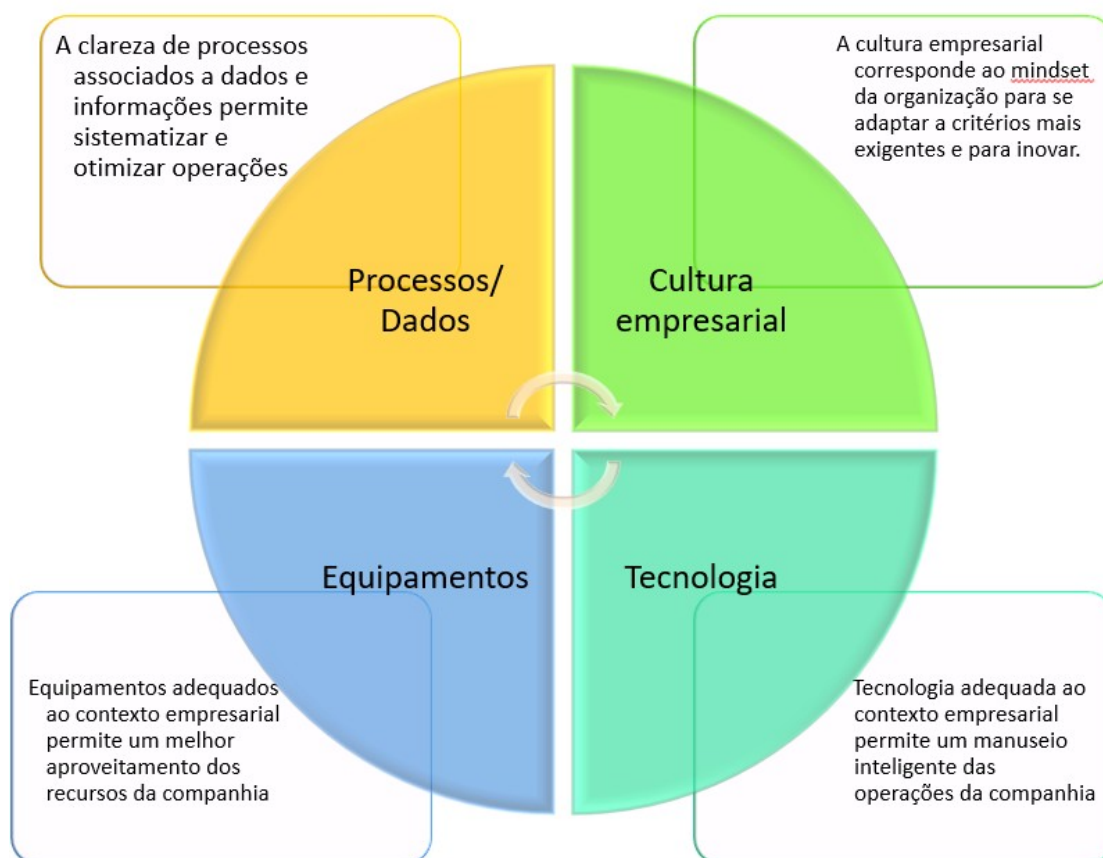 A clareza de processos
associados a dados e
informações permite
sistematizar e
otimizar operações
A cultura empresarial
corresponde ao mindset
da organização para se
adaptar a critérios mais
exigentes e para inovar.
Processos/
Dados
Cultura
empresarial
Equipamentos
Tecnologia
Equipamentos adequados
ao contexto empresarial
permite um melhor
aproveitamento dos
recursos da companhia
Tecnologia adequada ao
contexto empresarial
permite um manuseio
inteligente das
operações da companhia